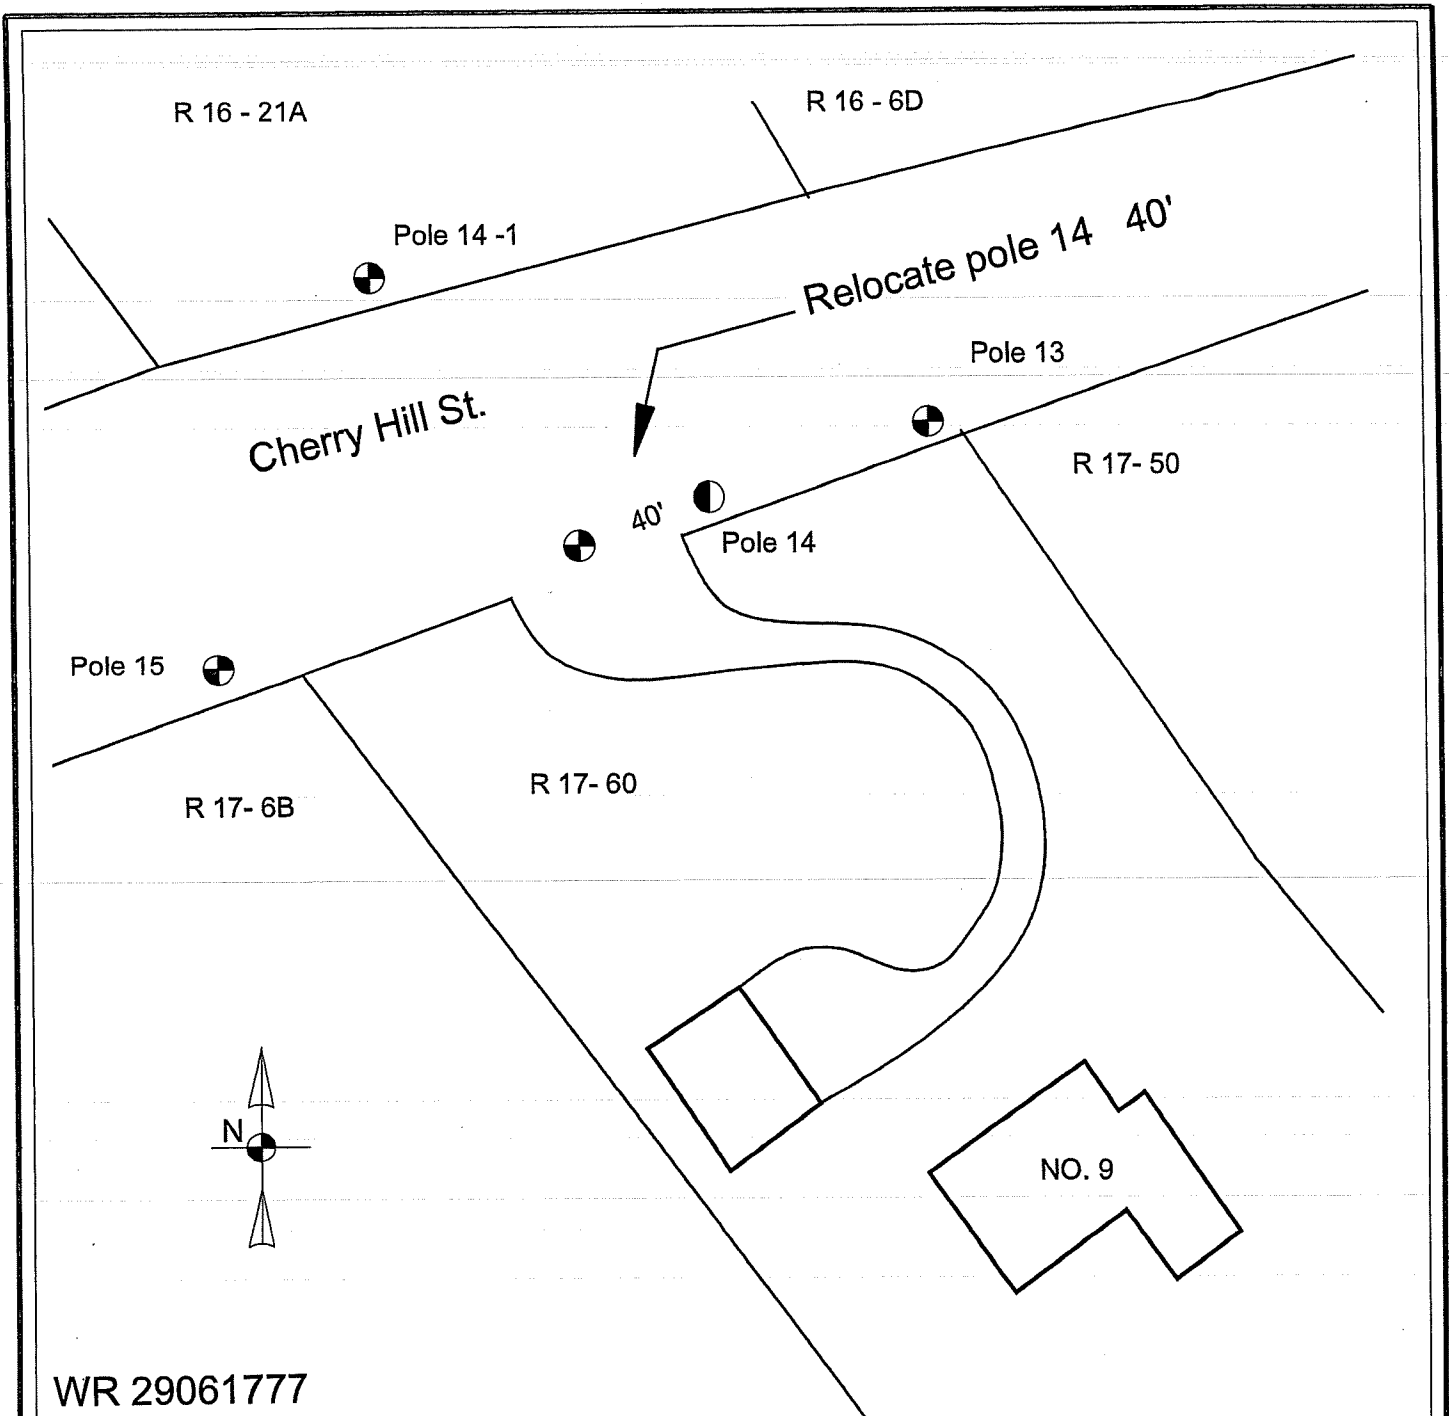 R 16 - 21A
R 16 - 6D
Pole 14 -1
Relocate pole 14 40'
Pole 13
Cherry Hill St.
R 17- 50
40'
Pole 14
Pole 15
R 17- 60
R 17- 6B
N
NO. 9
WR 29061777